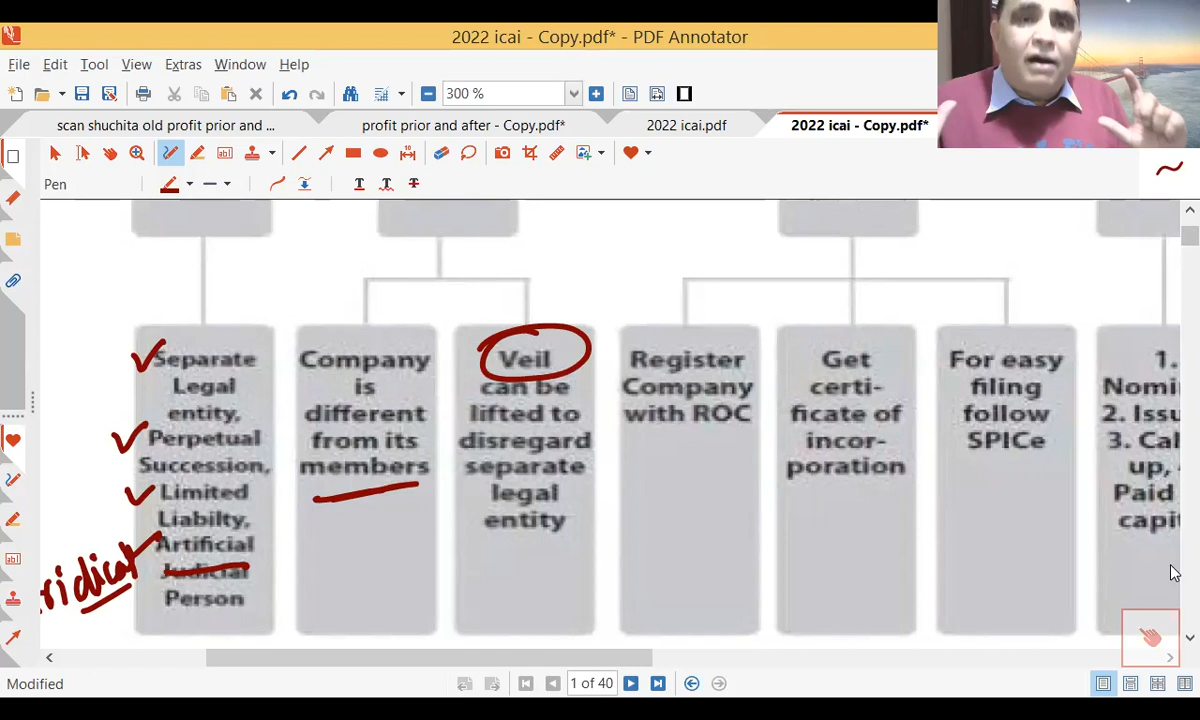 2022 icai - Copy.pdf* - PDF Annotator
File Edit Tool View Extras Window Help
300 %
scan shuchita old profit prior and ...
profit prior and after - Copy.pdf*
2022 icai.pdf
2022 icai - Copy.pdf*
Pen
Separate
Legal
entity,
Perpetual
Succession,
Limited
Liabilty,
Artificial
Judicial
Person
ridical
Company
is
different
from its
members
Veil
can be
lifted to
disregard
separate
legal
entity
Register
Company
with ROC
Get
certi-
ficate of
incor-
poration
For easy
filing
follow
SPICe
1.
Nomin
2. Issu
3. Cal
up,
Paid
capit
1 of 40
Modified